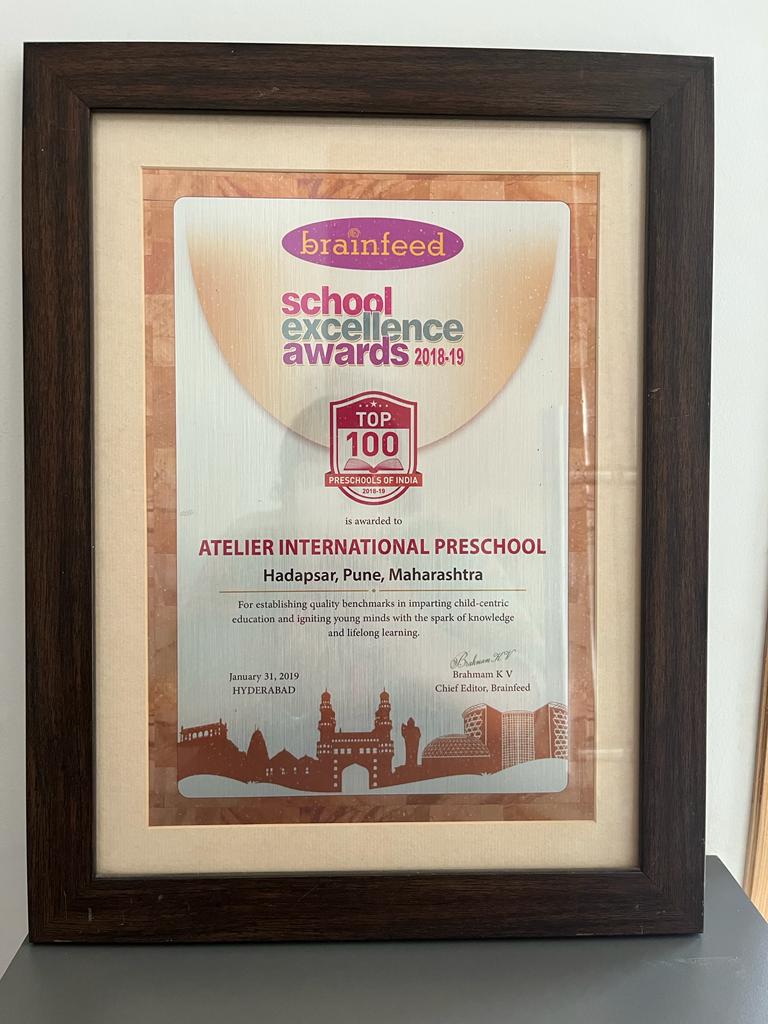 brainfeed
school
excellence
awards 2018-19
TOP
100
PRESCHOOLS OF INDIA
2018-19
is awarded to
ATELIER INTERNATIONAL PRESCHOOL
Hadapsar, Pune, Maharashtra
For establishing quality benchmarks in imparting child-centric
education and igniting young minds with the spark of knowledge
and lifelong learning.
January 31, 2019
HYDERABAD
Brahmam K V
Brahmam K V
Chief Editor, Brainfeed